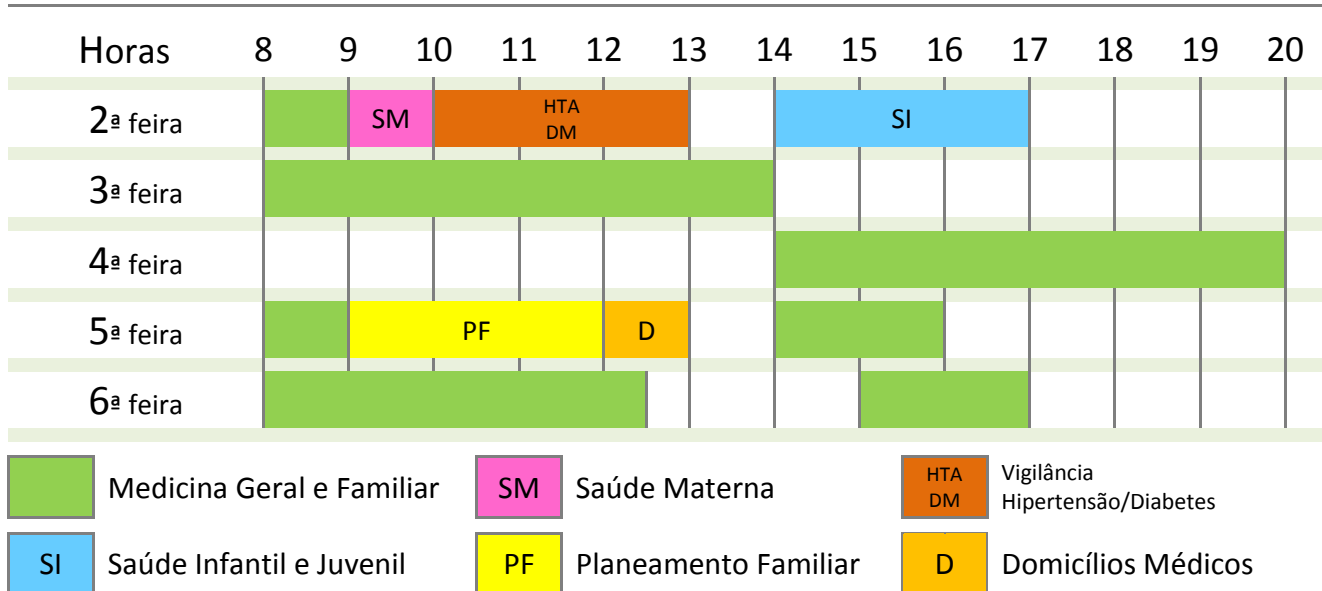 Horas 8 9 10 11 12 13 14 15 16 17 18 19 20
2ª feira SM HTA DM SI
3ª feira
4ª feira
5ª feira PF D
6ª feira
Medicina Geral e Familiar
SM Saúde Materna
HTA DM Vigilância
Hipertensão/Diabetes
SI Saúde Infantil e Juvenil
PF Planeamento Familiar
D Domicílios Médicos